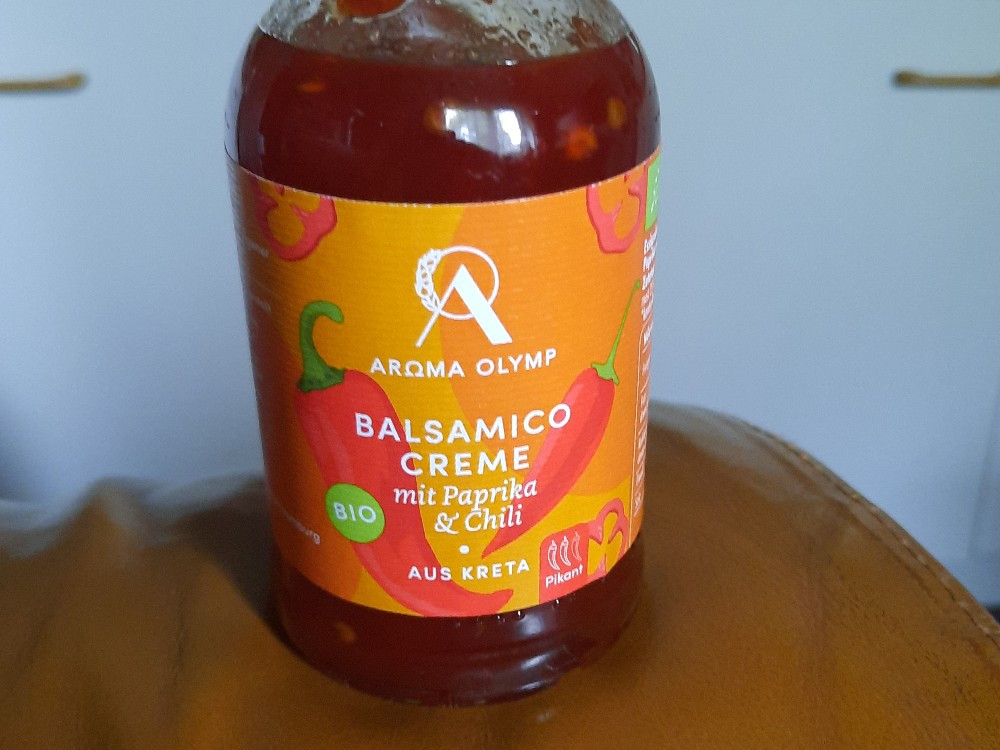 ARΩMA OLYMP
BALSAMICO
CREME
mit Paprika
& Chili
BIO
•
AUS KRETA
Pikant